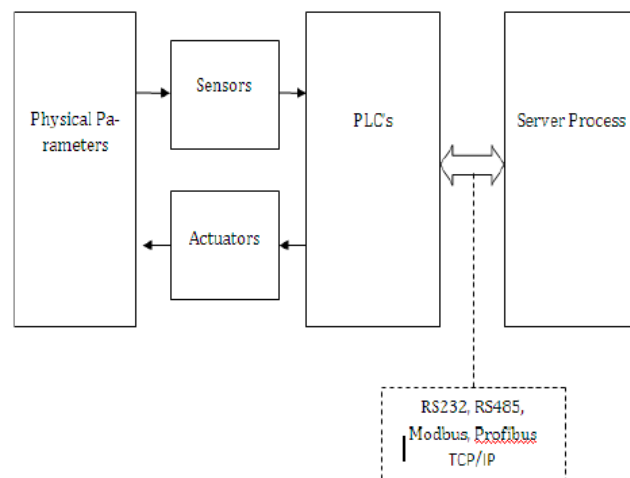 Sensors
Physical Pa-
rameters
PLC's
Server Process
Actuators
RS232, RS485,
Modbus, Profibus
TCP/IP